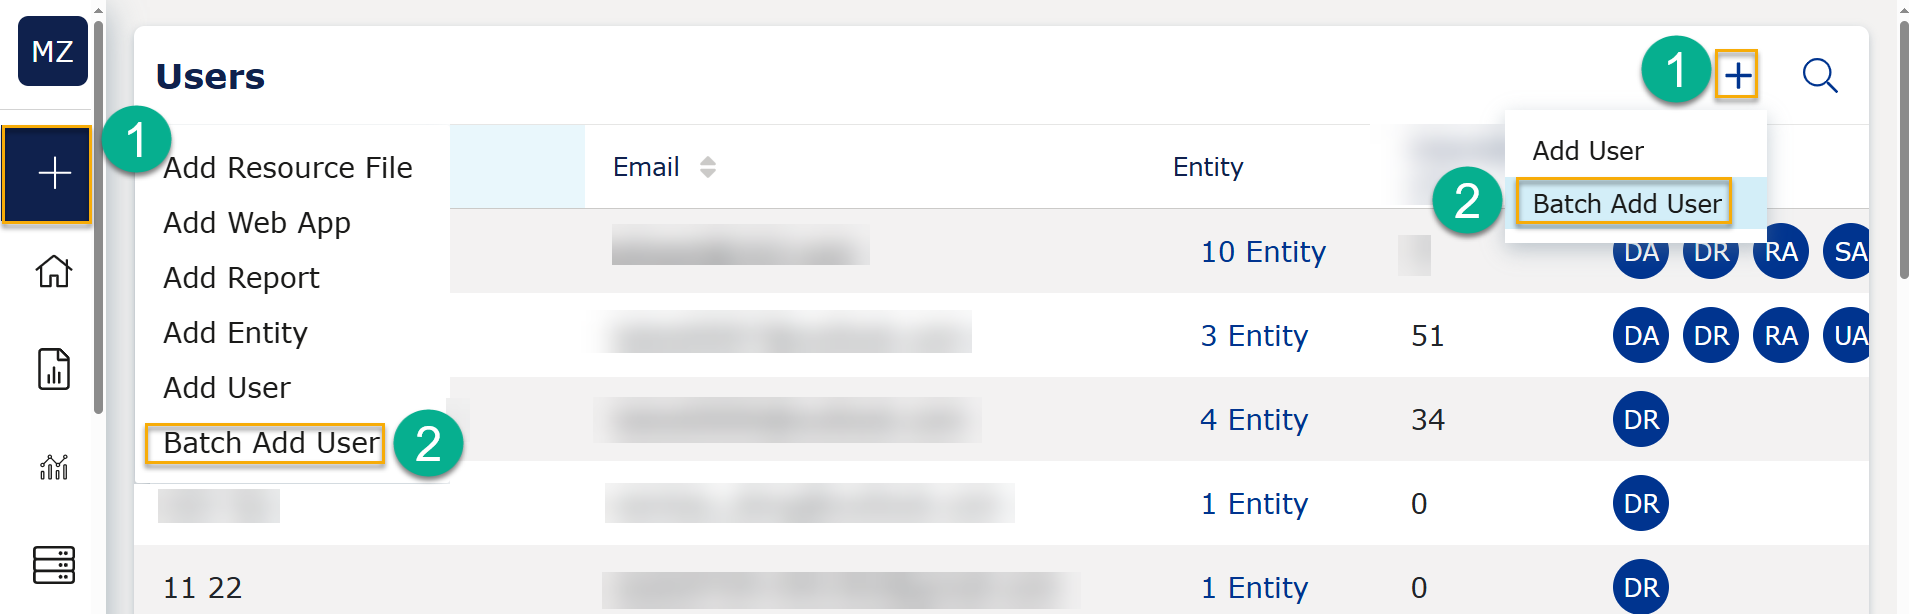 MZ
Users
1
1
Add User
2
Batch Add User
Add Resource File
Add Web App
Add Report
Add Entity
Add User
Batch Add User
2
Email
Entity
10 Entity
DA DR RA SA
3 Entity 51 DA DR RA UA
4 Entity 34 DR
1 Entity 0 DR
11 22 1 Entity 0 DR